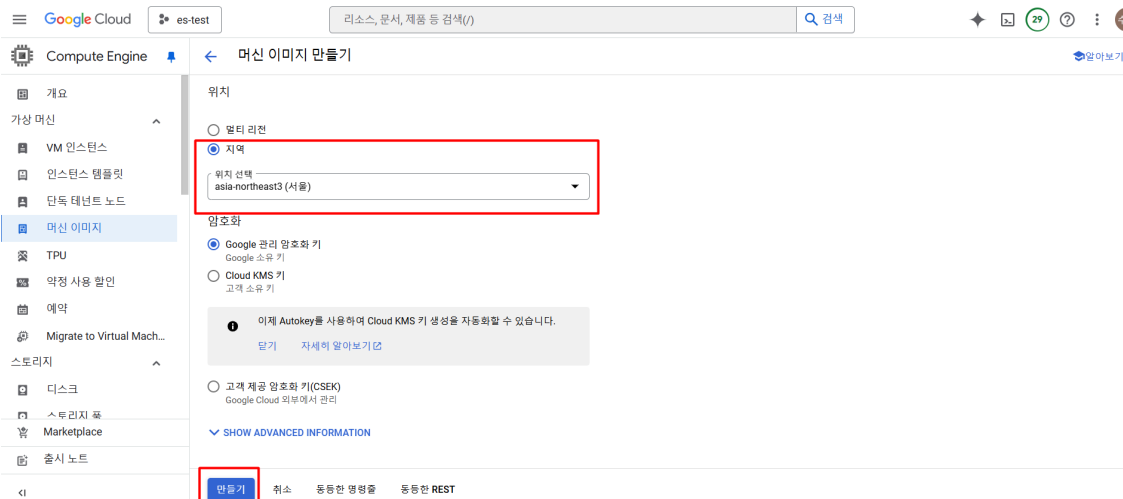 Google Cloud
es-test
리소스, 문서, 제품 등 검색(/)
검색
29
Compute Engine
머신 이미지 만들기
알아보기
개요
가상 머신
VM 인스턴스
인스턴스 템플릿
단독 테넌트 노드
머신 이미지
TPU
약정 사용 할인
예약
Migrate to Virtual Mach...
스토리지
디스크
스토리지 풀
Marketplace
출시 노트
위치
멀티 리전
지역
위치 선택
asia-northeast3 (서울)
암호화
Google 관리 암호화 키
Google 소유 키
Cloud KMS 키
고객 소유 키
이제 Autokey를 사용하여 Cloud KMS 키 생성을 자동화할 수 있습니다.
닫기 자세히 알아보기
고객 제공 암호화 키(CSEK)
Google Cloud 외부에서 관리
SHOW ADVANCED INFORMATION
만들기 취소 동등한 명령줄 동등한 REST